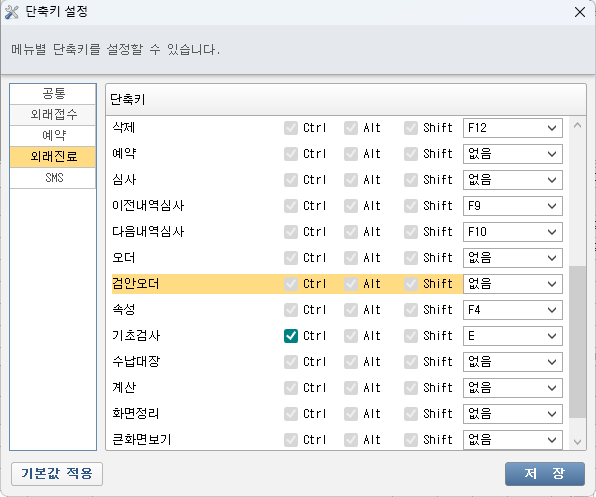 단축키 설정
메뉴별 단축키를 설정할 수 있습니다.
공통
외래접수
예약
외래진료
SMS
단축키
삭제 Ctrl Alt Shift F12
예약 Ctrl Alt Shift 없음
심사 Ctrl Alt Shift 없음
이전내역심사 Ctrl Alt Shift F9
다음내역심사 Ctrl Alt Shift F10
오더 Ctrl Alt Shift 없음
검안오더 Ctrl Alt Shift 없음
속성 Ctrl Alt Shift F4
기초검사 Ctrl Alt Shift E
수납대장 Ctrl Alt Shift 없음
계산 Ctrl Alt Shift 없음
화면정리 Ctrl Alt Shift 없음
큰화면보기 Ctrl Alt Shift 없음
기본값 적용
저 장